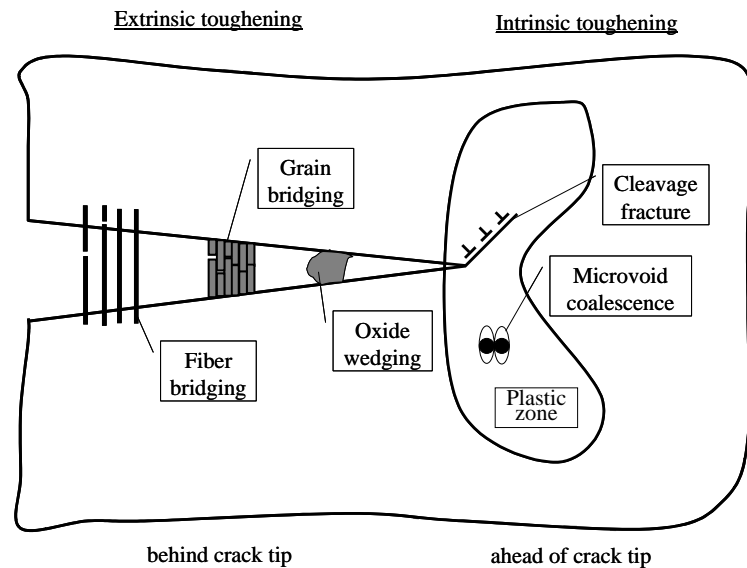 Extrinsic toughening
Intrinsic toughening
Grain
bridging
Cleavage
fracture
Microvoid
coalescence
Oxide
wedging
Fiber
bridging
Plastic
zone
behind crack tip
ahead of crack tip